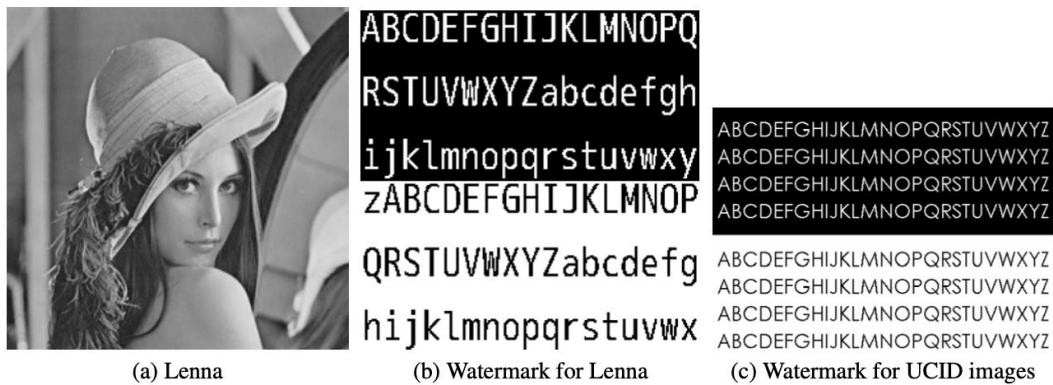 ABCDEFGHIJKLMNOPQ
RSTUVWXYZabcdefgh
ijklmnopqrstuvwxy
zABCDEFGHIJKLMNOP
QRSTUVWXYZabcdefg
hijklmnopqrstuvwx
ABCDEFGHIJKLMNOPQRSTUVWXYZ
ABCDEFGHIJKLMNOPQRSTUVWXYZ
ABCDEFGHIJKLMNOPQRSTUVWXYZ
ABCDEFGHIJKLMNOPQRSTUVWXYZ
ABCDEFGHIJKLMNOPQRSTUVWXYZ
ABCDEFGHIJKLMNOPQRSTUVWXYZ
ABCDEFGHIJKLMNOPQRSTUVWXYZ
ABCDEFGHIJKLMNOPQRSTUVWXYZ
(a) Lenna
(b) Watermark for Lenna
(c) Watermark for UCID images